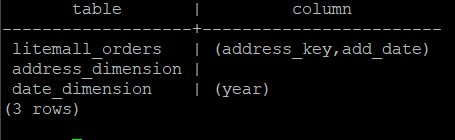 table | column
-------------------+-------------------------
litemall_orders | (address_key,add_date)
address_dimension |
date_dimension | (year)
(3 rows)